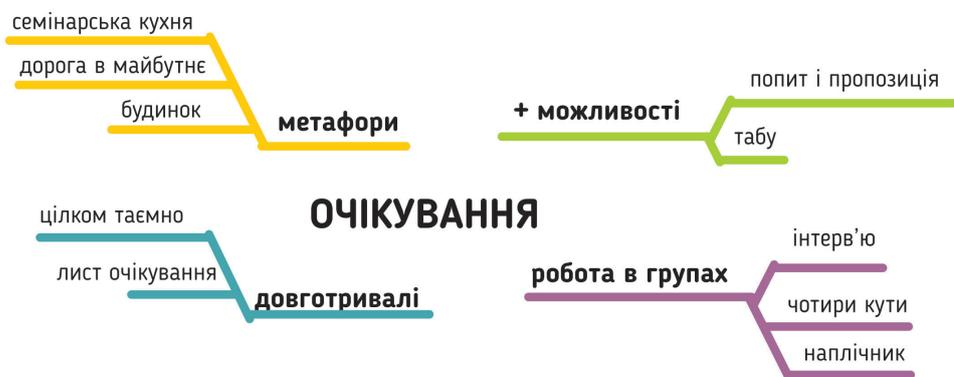 семінарська кухня
дорога в майбутнє
будинок
метафори
+ можливості
попит і пропозиція
табу
ОЧІКУВАННЯ
цілком таємно
лист очікування
довготривалі
робота в групах
інтерв’ю
чотири кути
наплічник